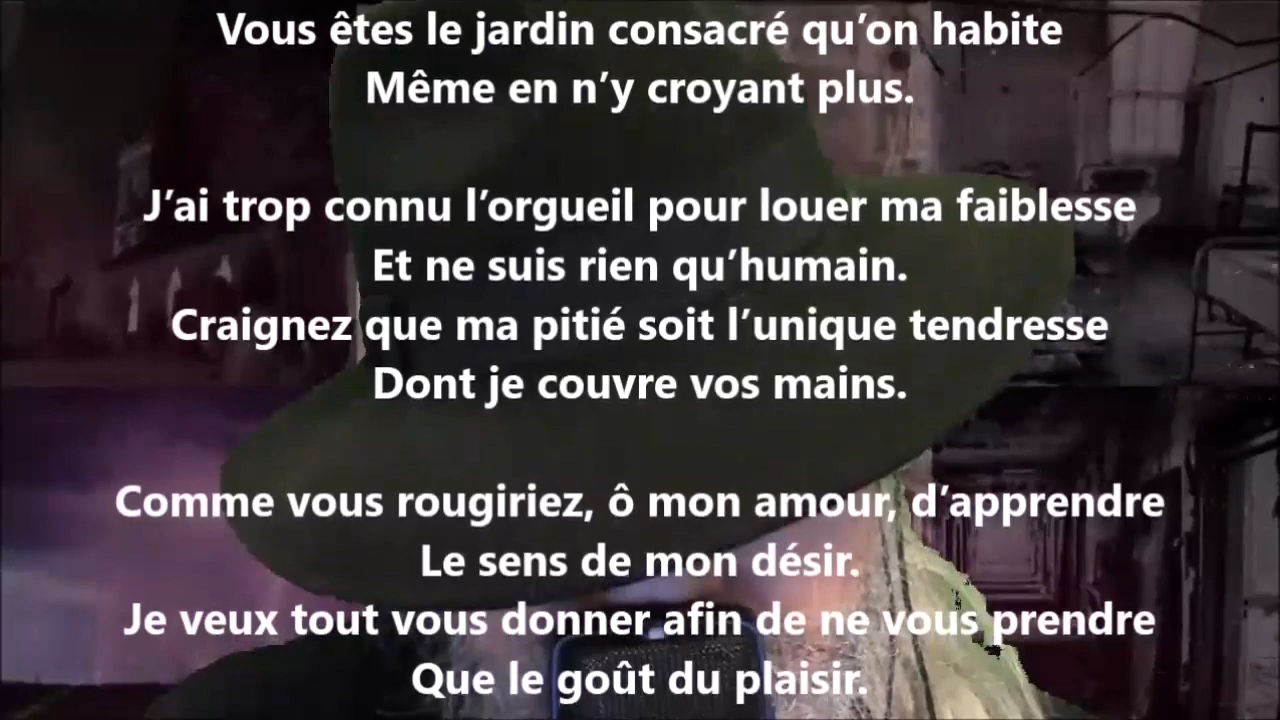 Vous êtes le jardin consacré qu’on habite
Même en n’y croyant plus.
J’ai trop connu l’orgueil pour louer ma faiblesse
Et ne suis rien qu’humain.
Craignez que ma pitié soit l’unique tendresse
Dont je couvre vos mains.
Comme vous rougiriez, ô mon amour, d’apprendre
Le sens de mon désir.
Je veux tout vous donner afin de ne vous prendre
Que le goût du plaisir.